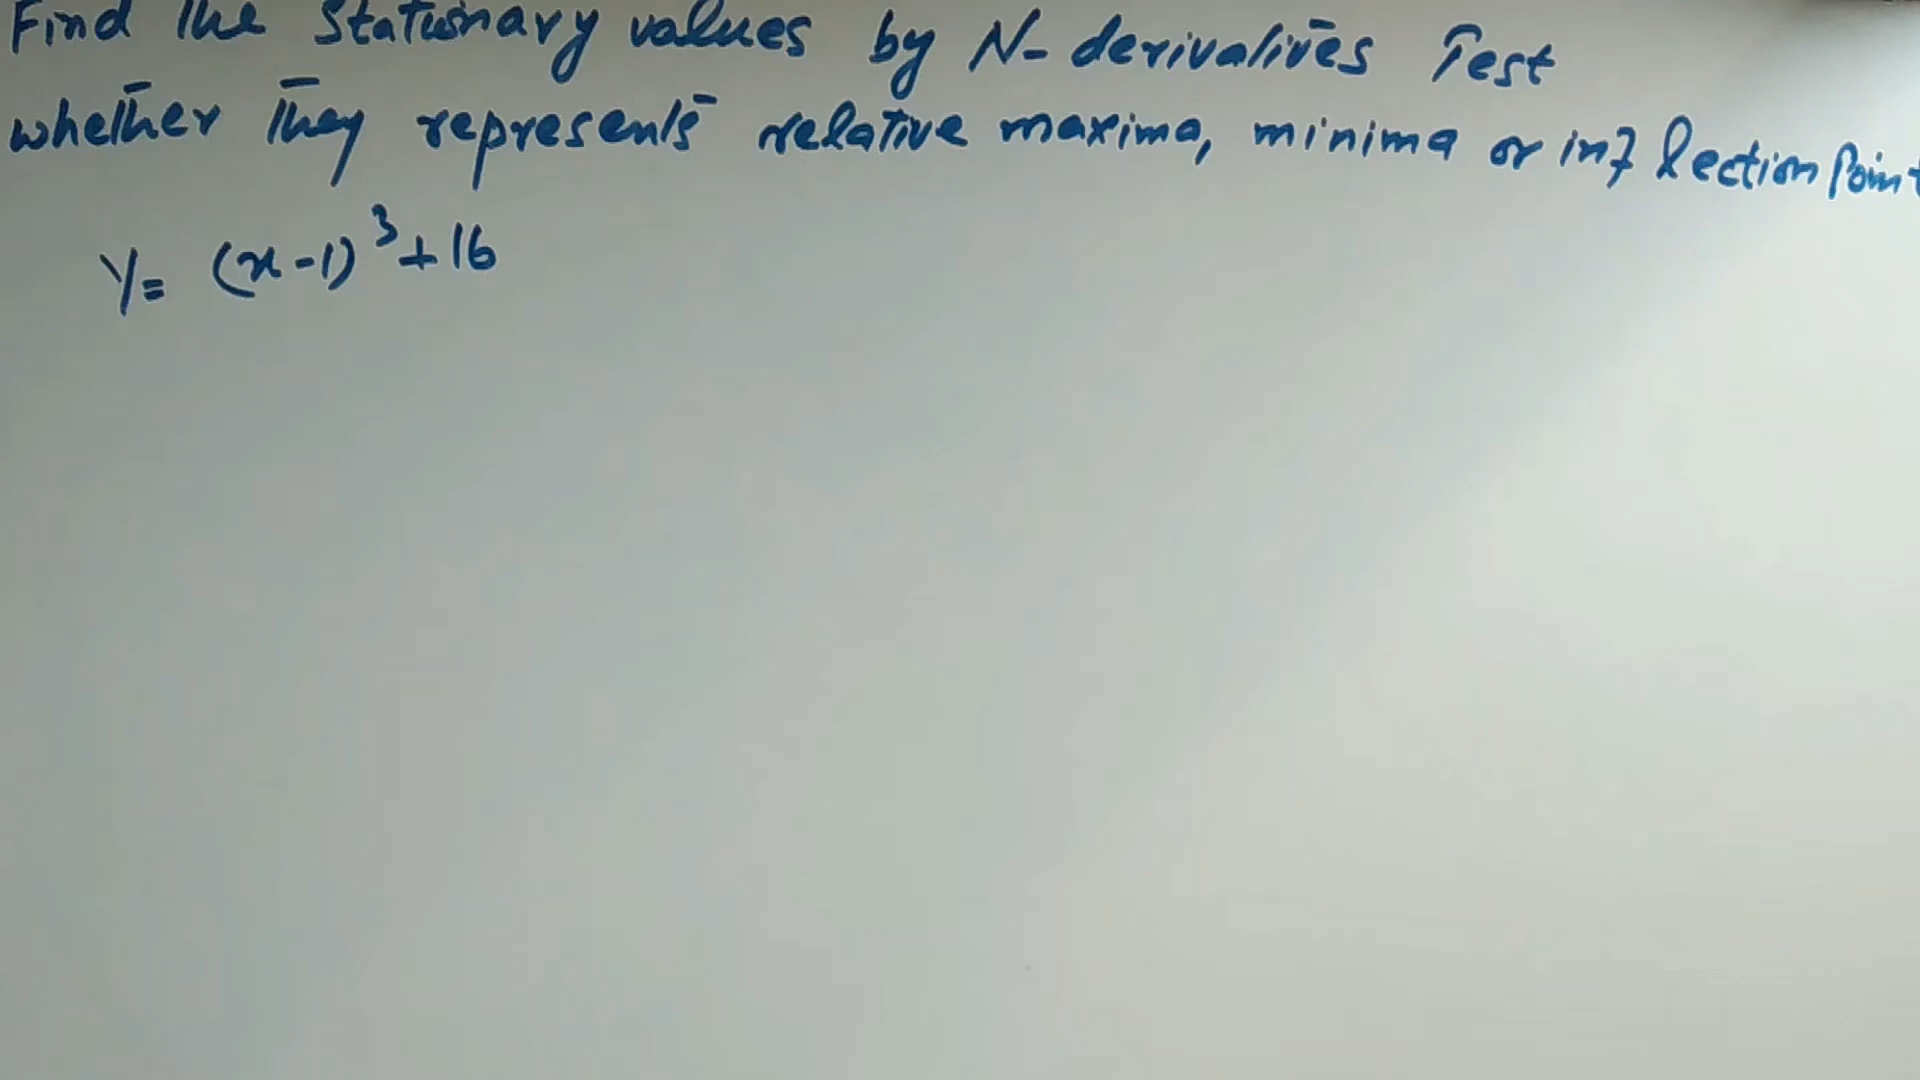 Find the Stationary values by N-derivatives Test
whether they represents relative maxima, minima or inflection Point
Y= (x-1)³+16